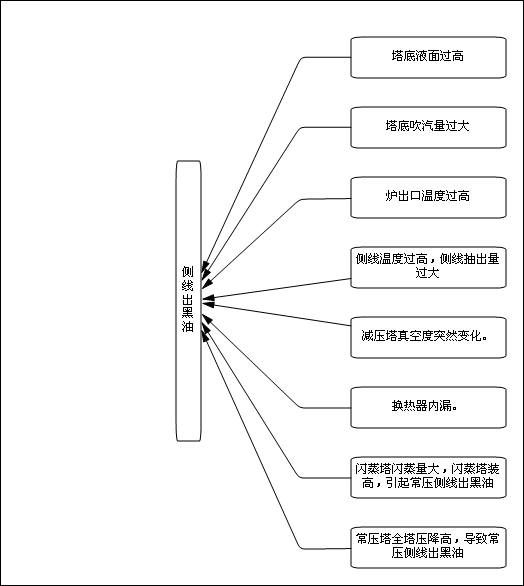 塔底液面过高
塔底吹汽量过大
炉出口温度过高
侧线温度过高，侧线抽出量
过大
侧线出黑油
减压塔真空度突然变化。
换热器内漏。
闪蒸塔闪蒸量大，闪蒸塔装
高，引起常压侧线出黑油
常压塔全塔压降高，导致常
压侧线出黑油